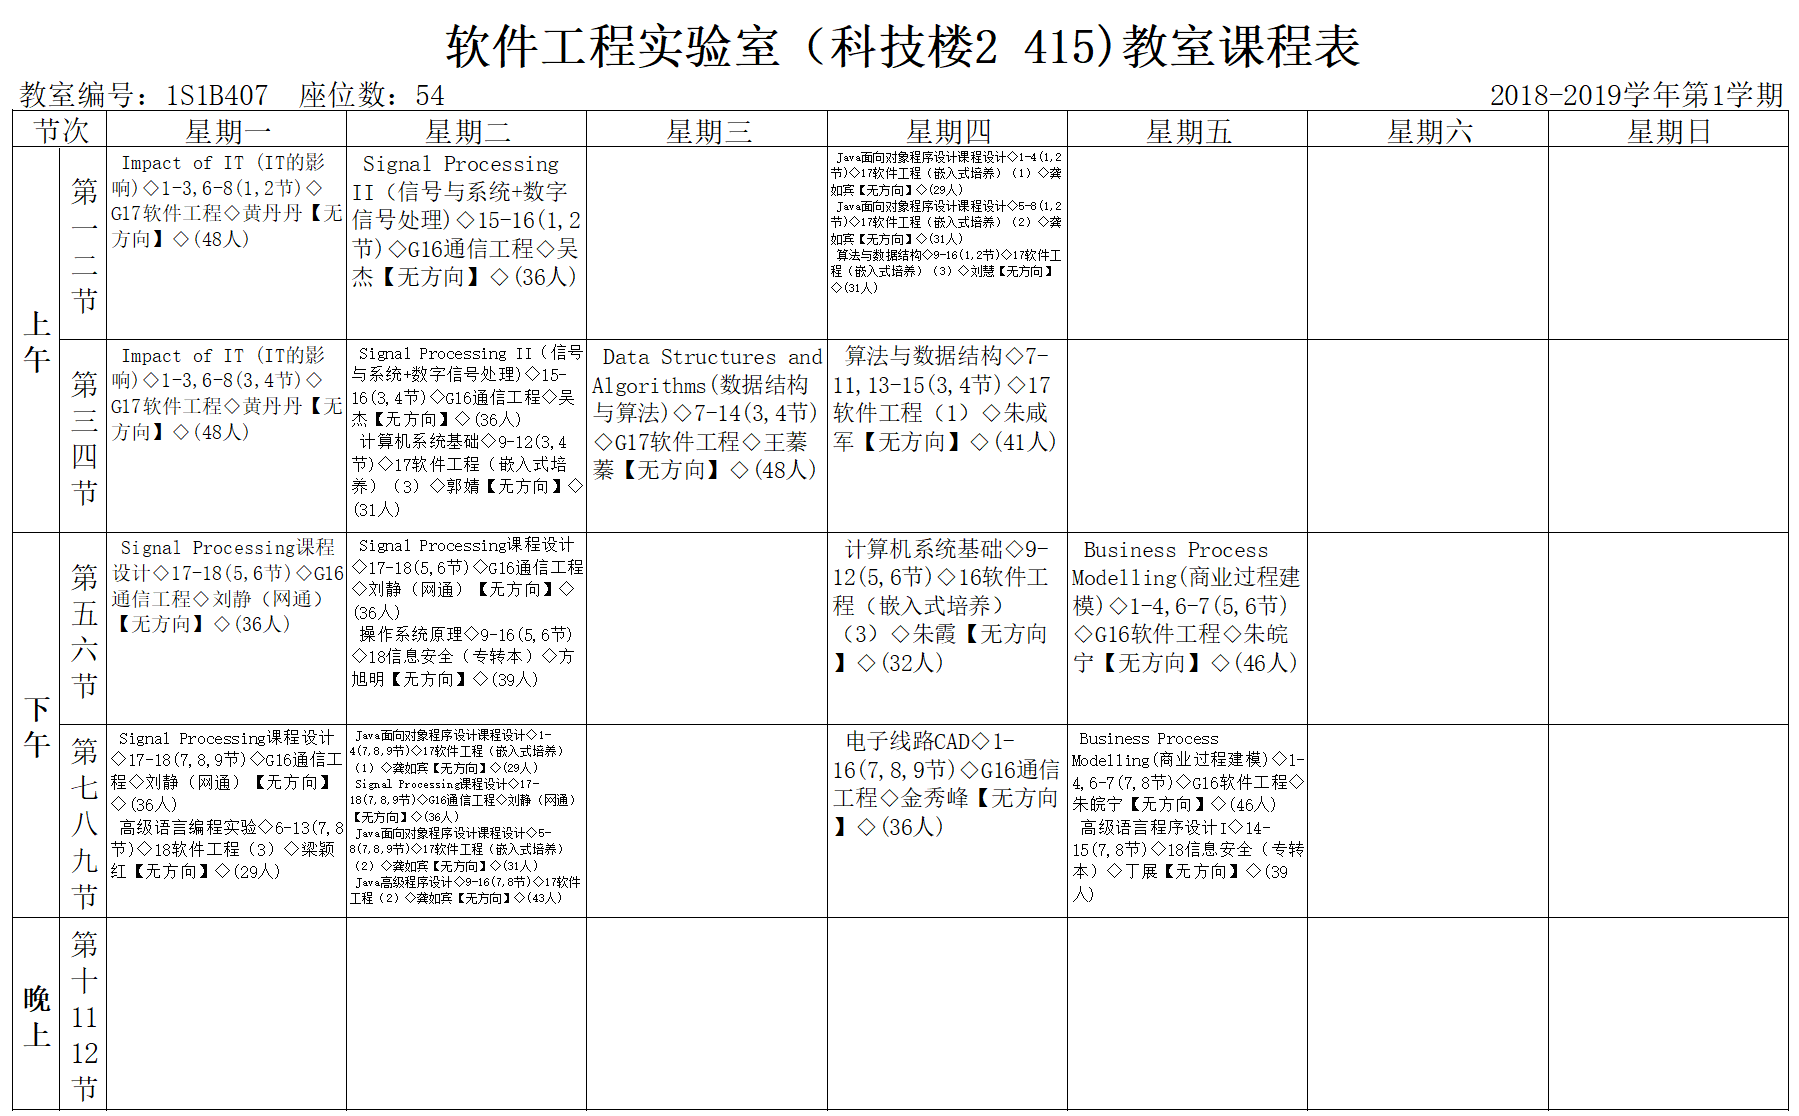 软件工程实验室（科技楼2 415)教室课程表
教室编号：1S1B407  座位数：54
2018-2019学年第1学期
节次 星期一 星期二 星期三 星期四 星期五 星期六 星期日
上午
第一二节
Impact of IT (IT的影
响)◇1-3,6-8(1,2节)◇
G17软件工程◇黄丹丹【无
方向】◇(48人)
Signal Processing
II（信号与系统+数字
信号处理)◇15-16(1,2
节)◇G16通信工程◇吴
杰【无方向】◇(36人)
Java面向对象程序设计课程设计◇1-4(1,2
节)◇17软件工程（嵌入式培养）（1）◇龚
如宾【无方向】◇(29人)
Java面向对象程序设计课程设计◇5-8(1,2
节)◇17软件工程（嵌入式培养）（2）◇龚
如宾【无方向】◇(31人)
算法与数据结构◇9-16(1,2节)◇17软件工
程（嵌入式培养）（3）◇刘慧【无方向】
◇(31人)
第三四节
Impact of IT (IT的影
响)◇1-3,6-8(3,4节)◇
G17软件工程◇黄丹丹【无
方向】◇(48人)
Signal Processing II（信号
与系统+数字信号处理)◇15-
16(3,4节)◇G16通信工程◇吴
杰【无方向】◇(36人)
计算机系统基础◇9-12(3,4
节)◇17软件工程（嵌入式培
养）（3）◇郭婧【无方向】◇
(31人)
Data Structures and
Algorithms(数据结构
与算法)◇7-14(3,4节)
◇G17软件工程◇王蓁
蓁【无方向】◇(48人)
算法与数据结构◇7-
11,13-15(3,4节)◇17
软件工程（1）◇朱咸
军【无方向】◇(41人)
下午
第五六节
Signal Processing课程
设计◇17-18(5,6节)◇G16
通信工程◇刘静（网通）
【无方向】◇(36人)
Signal Processing课程设计
◇17-18(5,6节)◇G16通信工程
◇刘静（网通）【无方向】◇
(36人)
操作系统原理◇9-16(5,6节)
◇18信息安全（专转本）◇方
旭明【无方向】◇(39人)
计算机系统基础◇9-
12(5,6节)◇16软件工
程（嵌入式培养）
（3）◇朱霞【无方向
】◇(32人)
Business Process
Modelling(商业过程建
模)◇1-4,6-7(5,6节)
◇G16软件工程◇朱皖
宁【无方向】◇(46人)
第七八九节
Signal Processing课程设计
◇17-18(7,8,9节)◇G16通信工
程◇刘静（网通）【无方向】
◇(36人)
高级语言编程实验◇6-13(7,8
节)◇18软件工程（3）◇梁颖
红【无方向】◇(29人)
Java面向对象程序设计课程设计◇1-
4(7,8,9节)◇17软件工程（嵌入式培养）
（1）◇龚如宾【无方向】◇(29人)
Signal Processing课程设计◇17-
18(7,8,9节)◇G16通信工程◇刘静（网通）
【无方向】◇(36人)
Java面向对象程序设计课程设计◇5-
8(7,8,9节)◇17软件工程（嵌入式培养）
（2）◇龚如宾【无方向】◇(31人)
Java高级程序设计◇9-16(7,8节)◇17软件
工程（2）◇龚如宾【无方向】◇(43人)
电子线路CAD◇1-
16(7,8,9节)◇G16通信
工程◇金秀峰【无方向
】◇(36人)
Business Process
Modelling(商业过程建模)◇1-
4,6-7(7,8节)◇G16软件工程◇
朱皖宁【无方向】◇(46人)
高级语言程序设计I◇14-
15(7,8节)◇18信息安全（专转
本）◇丁展【无方向】◇(39
人)
晚上
第十1112节